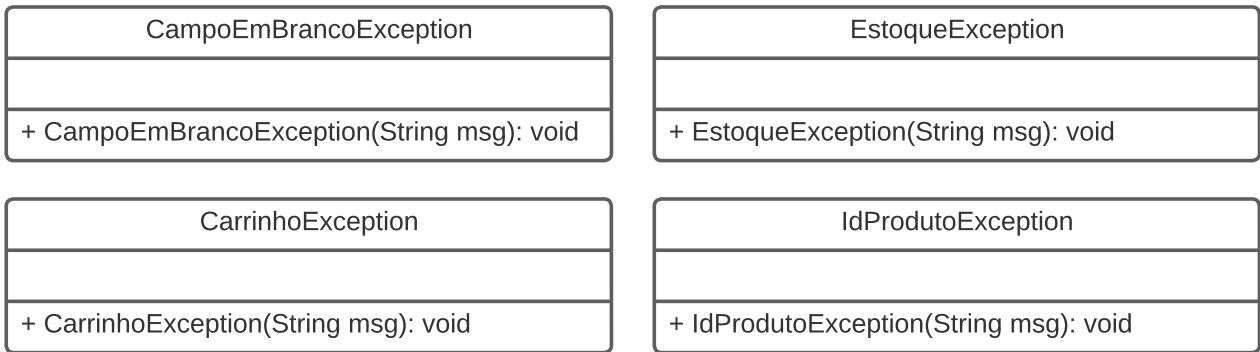 CampoEmBrancoException
+ CampoEmBrancoException(String msg): void
EstoqueException
+ EstoqueException(String msg): void
CarrinhoException
+ CarrinhoException(String msg): void
IdProdutoException
+ IdProdutoException(String msg): void